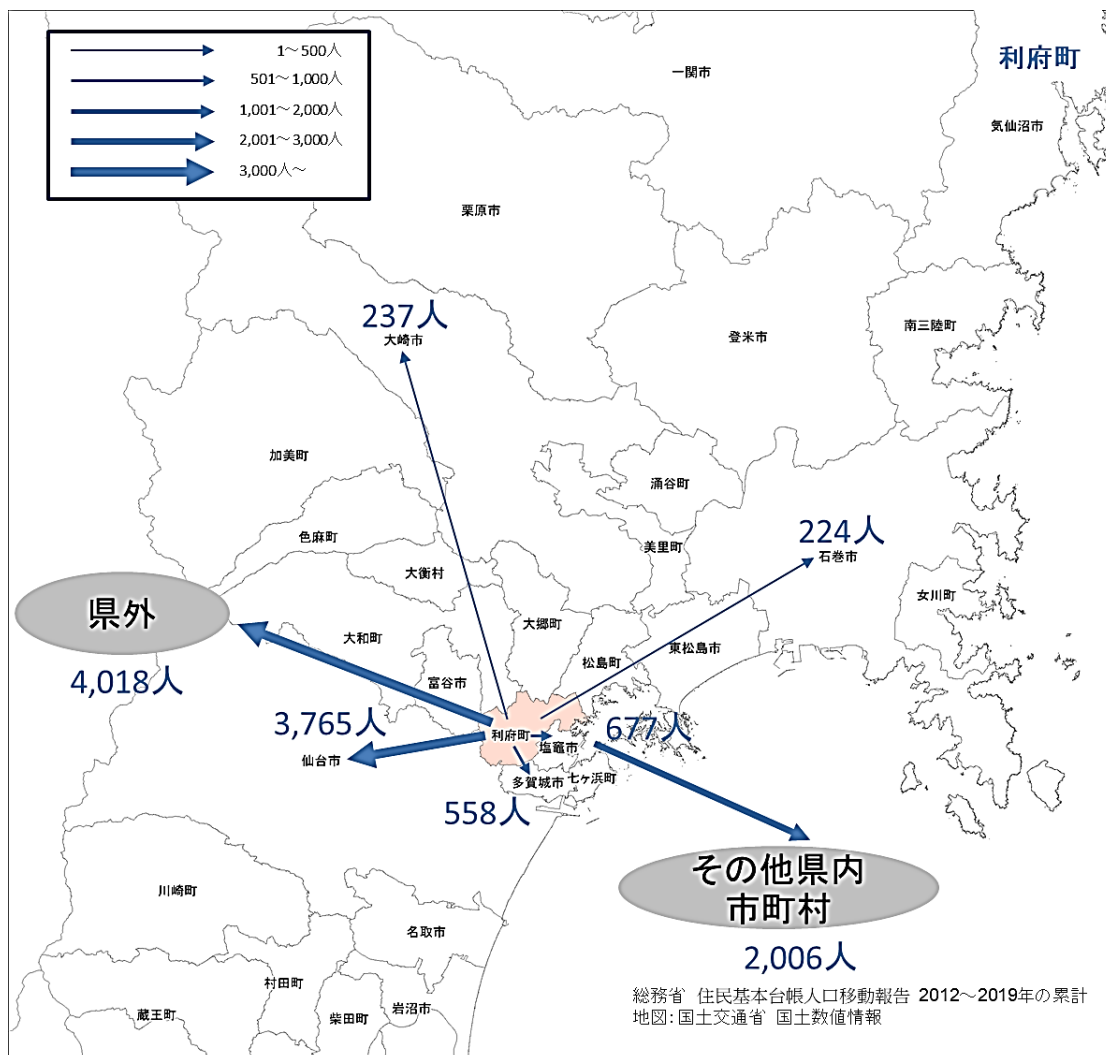 1～500人
501～1,000人
1,001～2,000人
2,001～3,000人
3,000人～
利府町
一関市
気仙沼市
栗原市
237人
大崎市
登米市
南三陸町
加美町
涌谷町
色麻町
224人
石巻市
美里町
大衡村
女川町
県外
大郷町
大和町
東松島市
松島町
富谷市
4,018人
3,765人
仙台市
利府町
677人
塩竈市
多賀城市
七ヶ浜町
558人
その他県内
市町村
2,006人
川崎町
名取市
村田町
岩沼市
蔵王町
柴田町
総務省 住民基本台帳人口移動報告 2012～2019年の累計
地図：国土交通省 国土数値情報